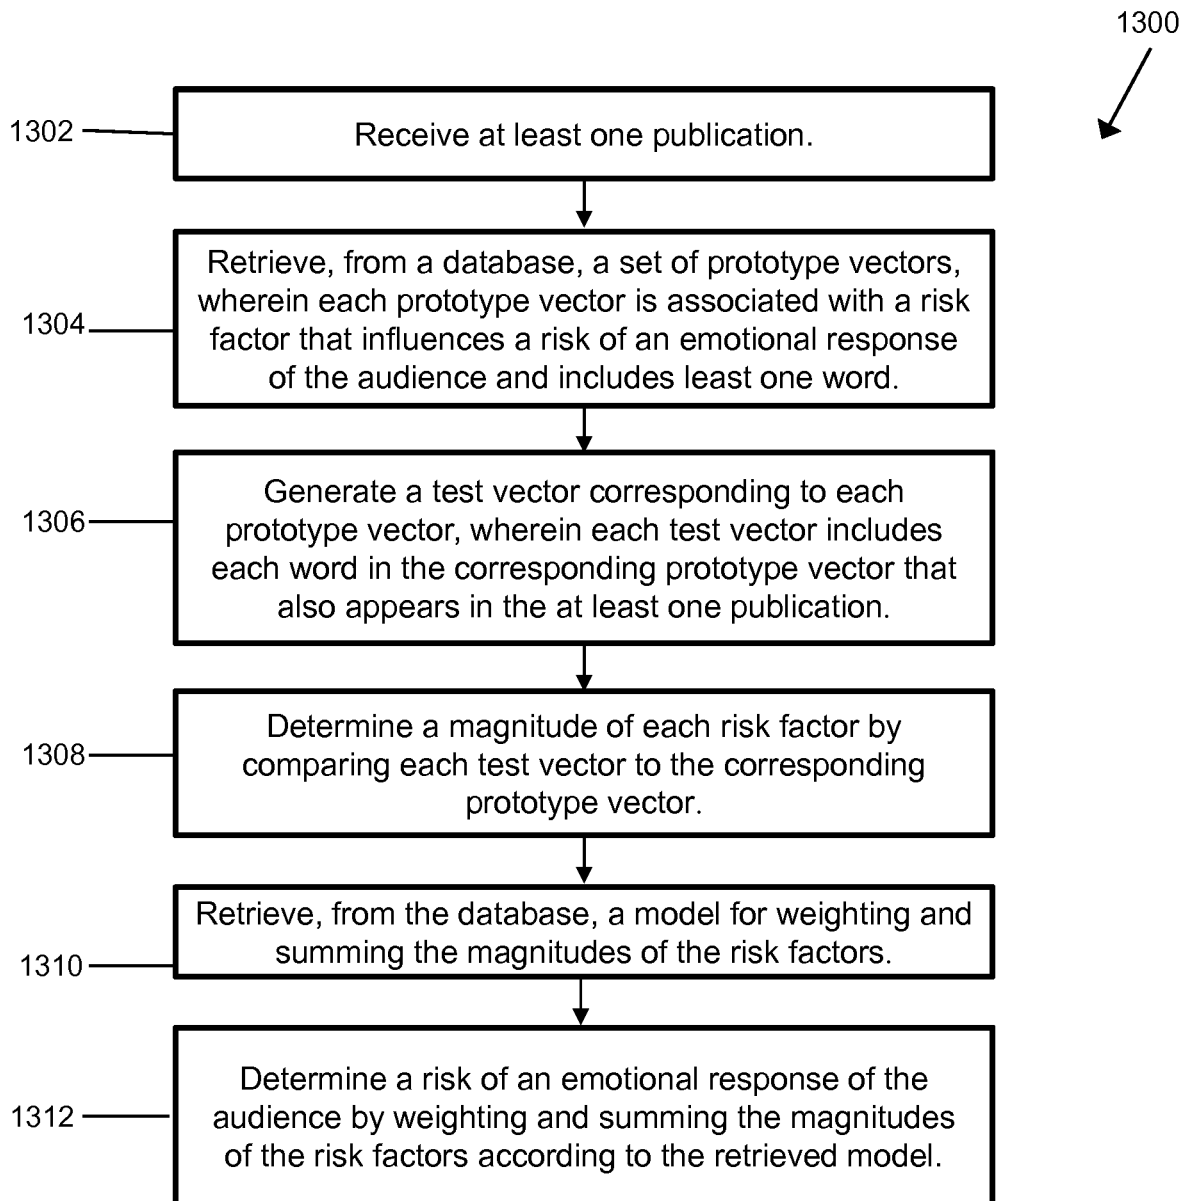 1300
1302
Receive at least one publication.
Retrieve, from a database, a set of prototype vectors,
wherein each prototype vector is associated with a risk
1304
factor that influences a risk of an emotional response
of the audience and includes least one word.
Generate a test vector corresponding to each
1306
prototype vector, wherein each test vector includes
each word in the corresponding prototype vector that
also appears in the at least one publication.
Determine a magnitude of each risk factor by
1308
comparing each test vector to the corresponding
prototype vector.
Retrieve, from the database, a model for weighting and
summing the magnitudes of the risk factors.
1310
Determine a risk of an emotional response of the
1312
audience by weighting and summing the magnitudes
of the risk factors according to the retrieved model.